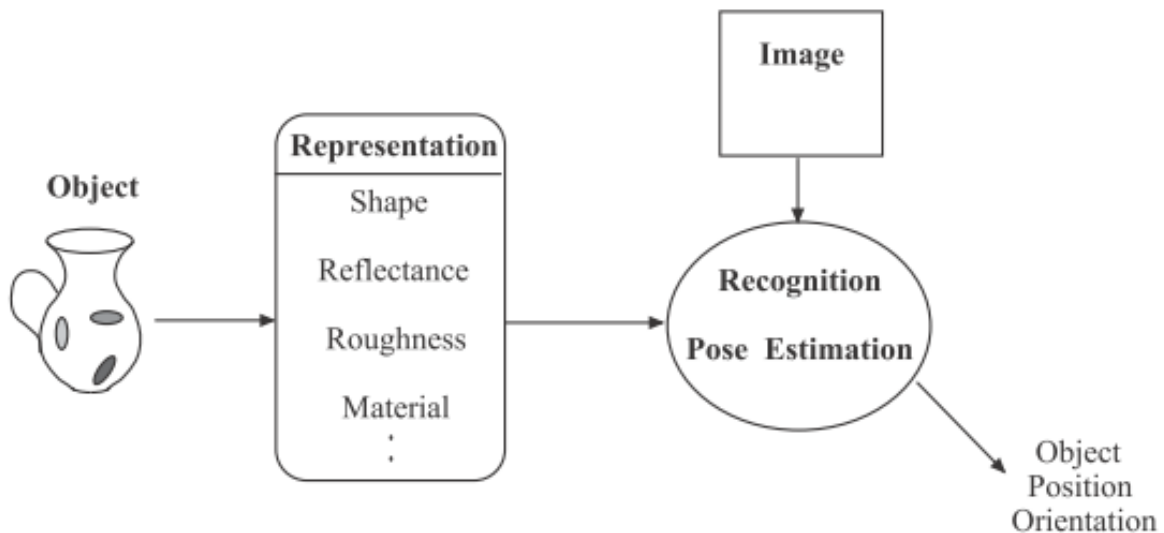 Object
Representation
Shape
Reflectance
Roughness
Material
Image
Recognition
Pose Estimation
Object
Position
Orientation